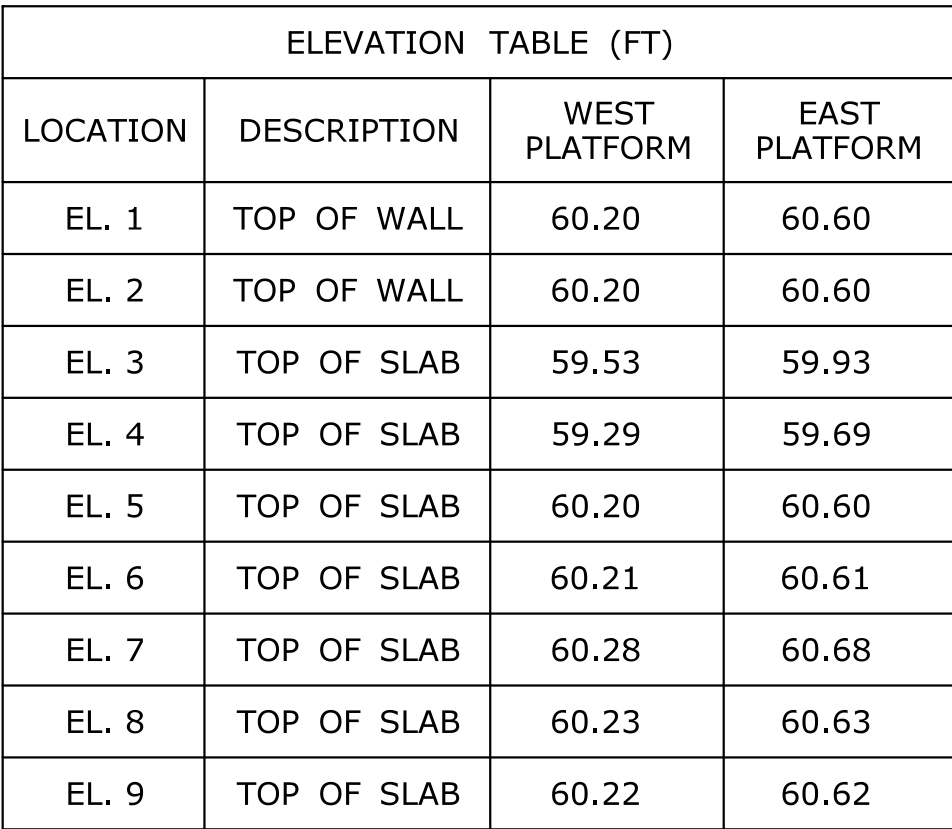 ELEVATION TABLE (FT)
LOCATION DESCRIPTION WEST PLATFORM EAST PLATFORM
EL. 1 TOP OF WALL 60.20 60.60
EL. 2 TOP OF WALL 60.20 60.60
EL. 3 TOP OF SLAB 59.53 59.93
EL. 4 TOP OF SLAB 59.29 59.69
EL. 5 TOP OF SLAB 60.20 60.60
EL. 6 TOP OF SLAB 60.21 60.61
EL. 7 TOP OF SLAB 60.28 60.68
EL. 8 TOP OF SLAB 60.23 60.63
EL. 9 TOP OF SLAB 60.22 60.62